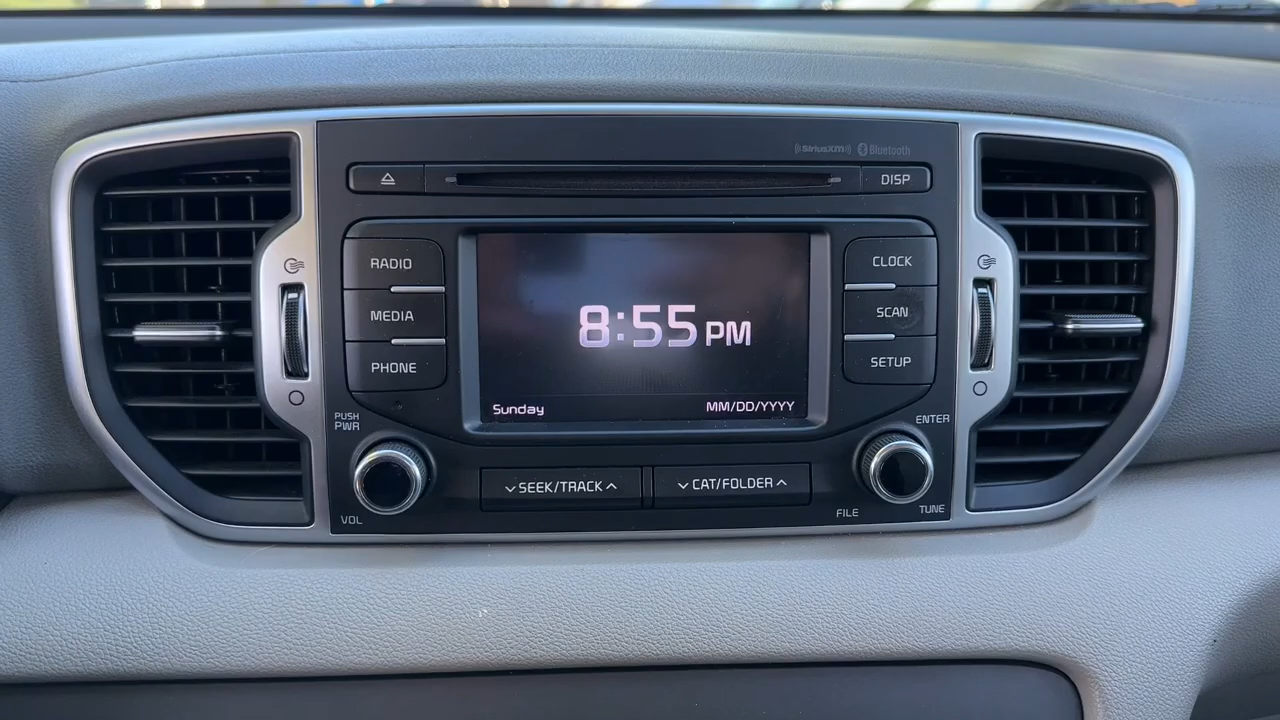 ((SiriusXM)) Bluetooth
DISP
RADIO
CLOCK
MEDIA
SCAN
PHONE
SETUP
8:55 PM
Sunday
MM/DD/YYYY
PUSH
PWR
ENTER
SEEK/TRACK
CAT/FOLDER
VOL
FILE
TUNE